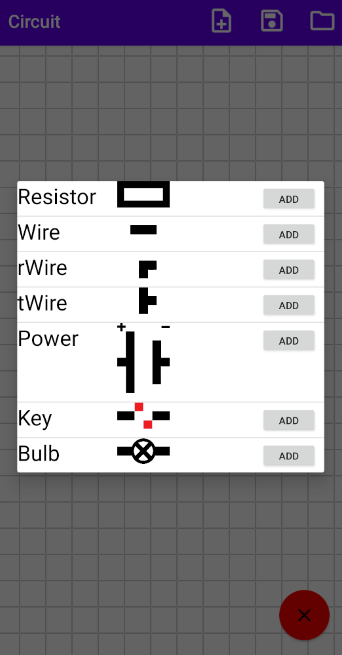 Circuit
Resistor ADD
Wire ADD
rWire ADD
tWire ADD
+ −
Power ADD
Key ADD
Bulb ADD